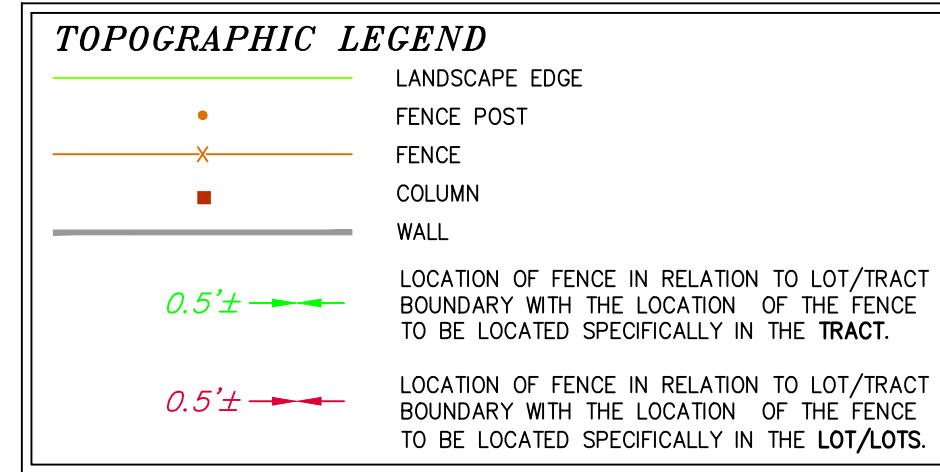 TOPOGRAPHIC LEGEND
LANDSCAPE EDGE
FENCE POST
FENCE
COLUMN
WALL
0.5'±
LOCATION OF FENCE IN RELATION TO LOT/TRACT
BOUNDARY WITH THE LOCATION OF THE FENCE
TO BE LOCATED SPECIFICALLY IN THE TRACT.
0.5'±
LOCATION OF FENCE IN RELATION TO LOT/TRACT
BOUNDARY WITH THE LOCATION OF THE FENCE
TO BE LOCATED SPECIFICALLY IN THE LOT/LOTS.